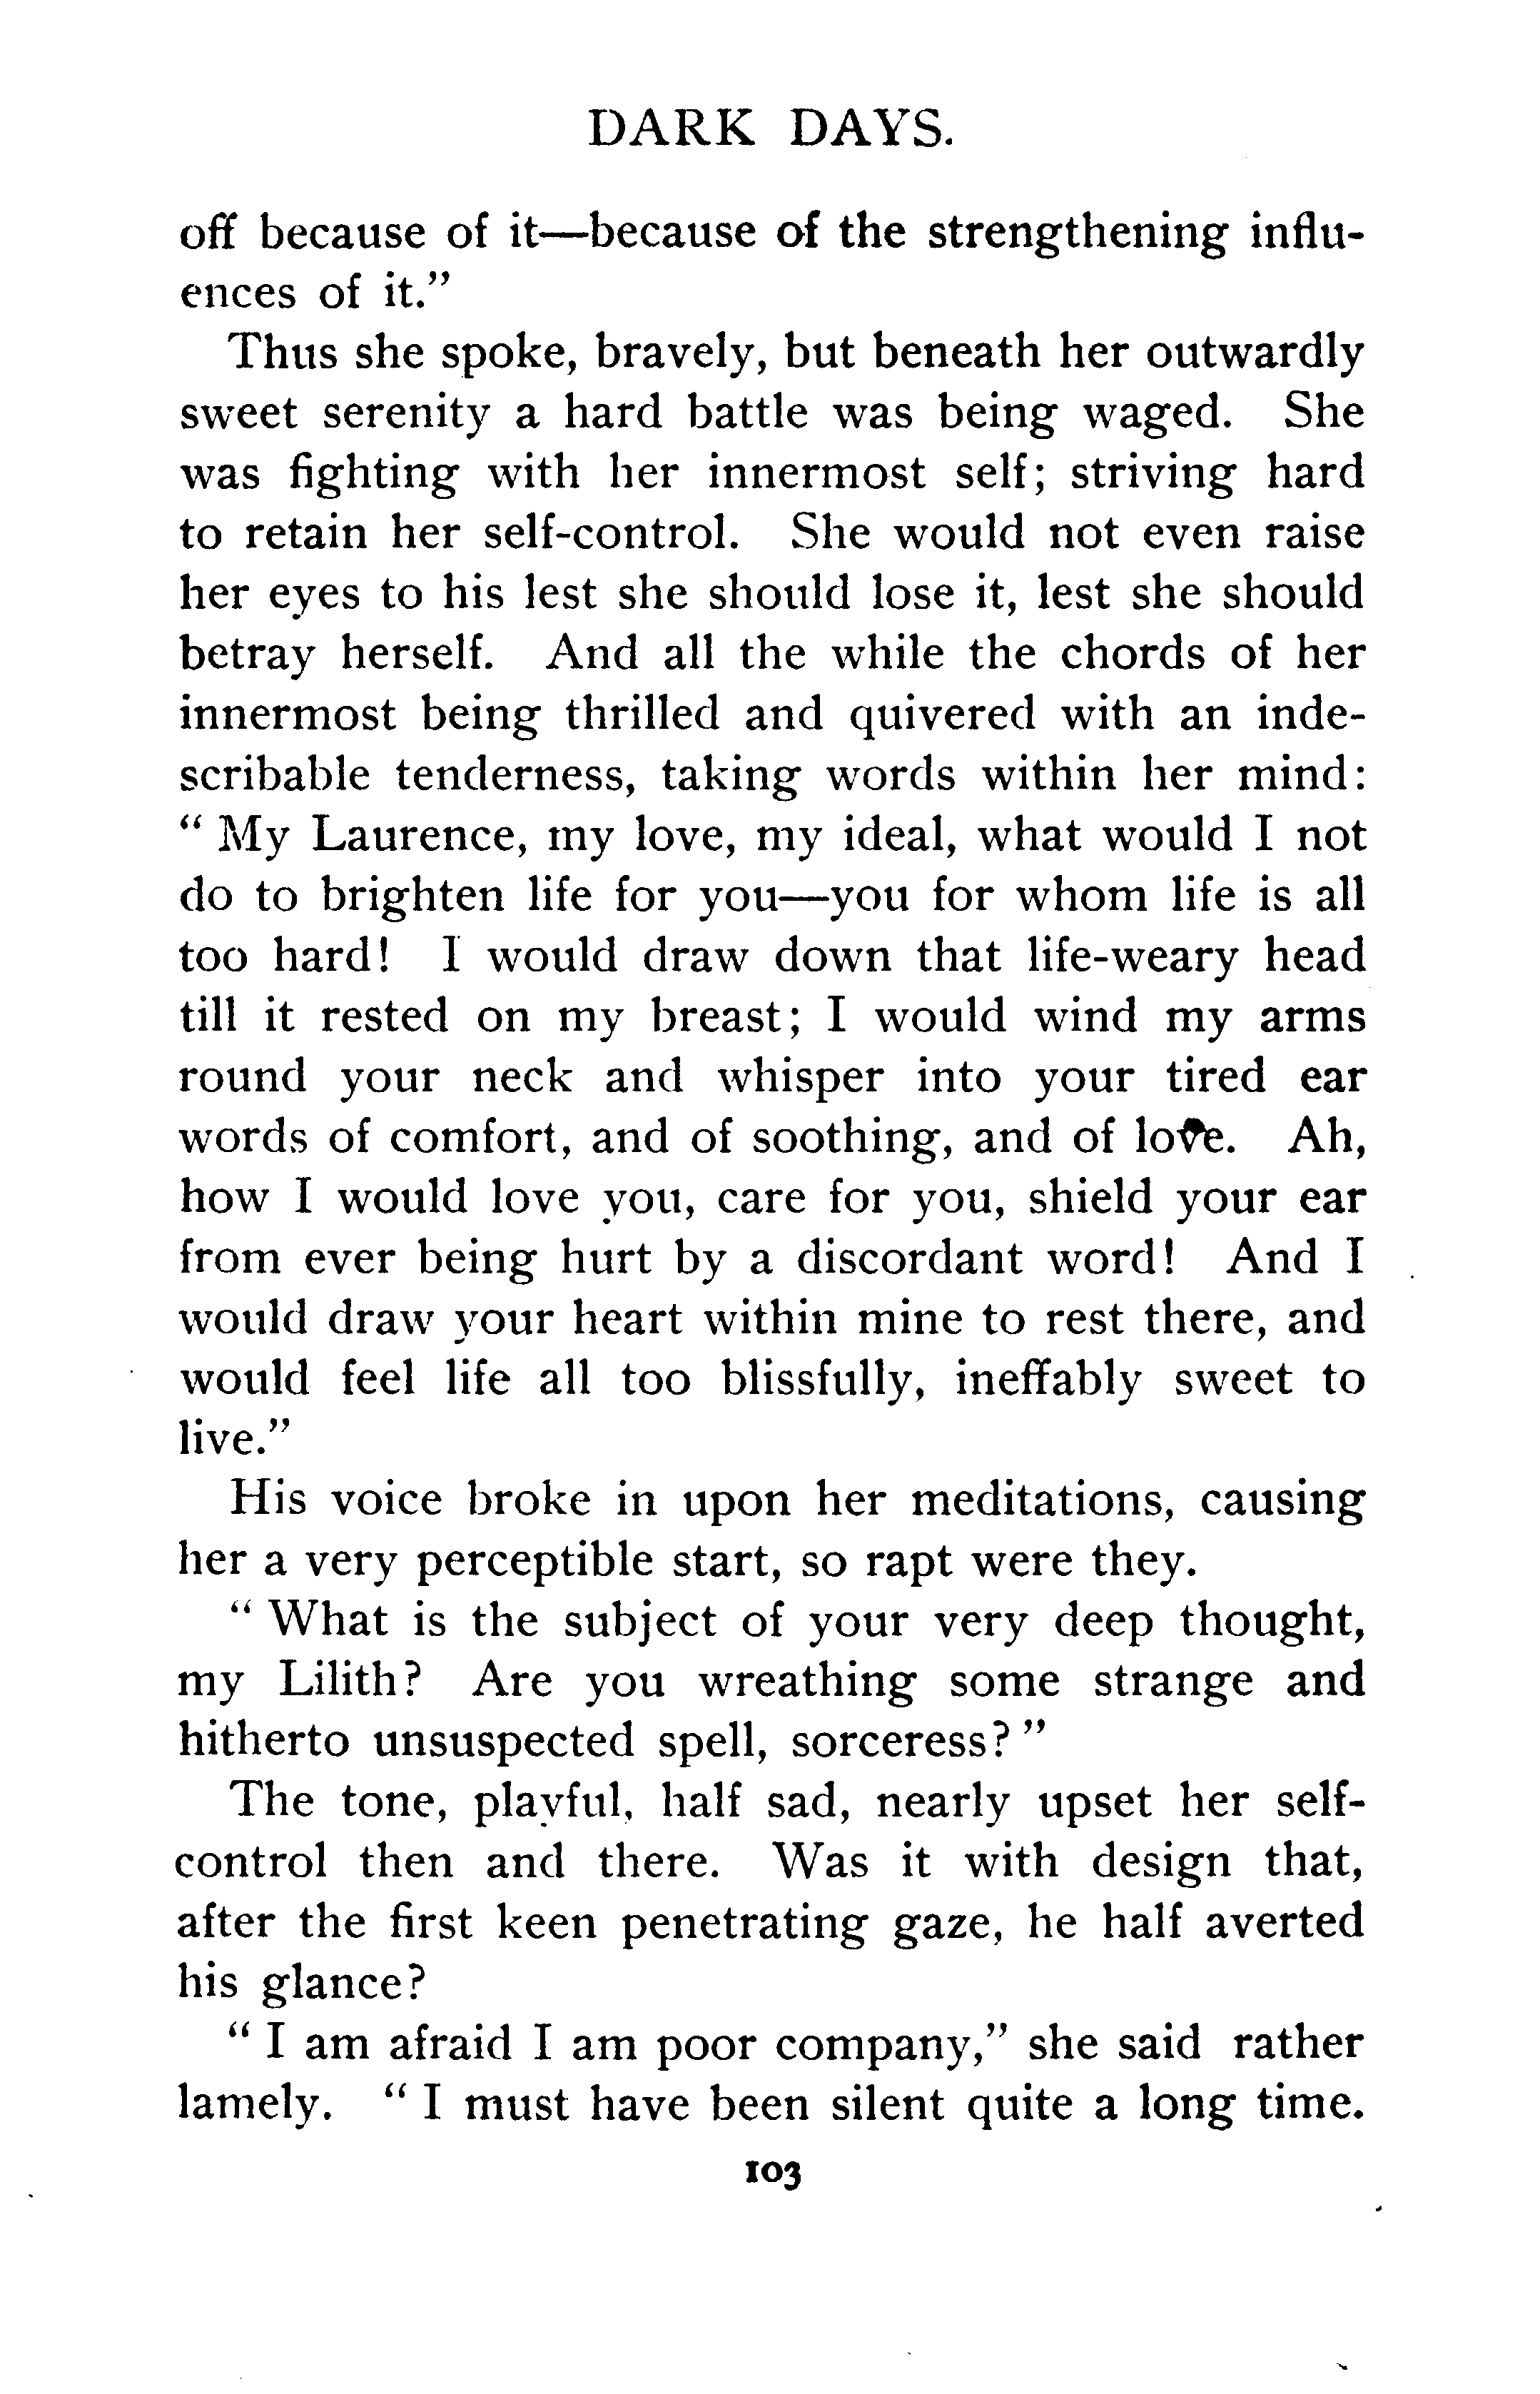 DARK DAYS.
off because of it—because of the strengthening influ-
ences of it.”
Thus she spoke, bravely, but beneath her outwardly
sweet serenity a hard battle was being waged. She
was fighting with her innermost self; striving hard
to retain her self-control. She would not even raise
her eyes to his lest she should lose it, lest she should
betray herself. And all the while the chords of her
innermost being thrilled and quivered with an inde-
scribable tenderness, taking words within her mind:
“ My Laurence, my love, my ideal, what would I not
do to brighten life for you—you for whom life is all
too hard! I would draw down that life-weary head
till it rested on my breast; I would wind my arms
round your neck and whisper into your tired ear
words of comfort, and of soothing, and of love. Ah,
how I would love you, care for you, shield your ear
from ever being hurt by a discordant word! And I
would draw your heart within mine to rest there, and
would feel life all too blissfully, ineffably sweet to
live.”
His voice broke in upon her meditations, causing
her a very perceptible start, so rapt were they.
“ What is the subject of your very deep thought,
my Lilith? Are you wreathing some strange and
hitherto unsuspected spell, sorceress? ”
The tone, playful, half sad, nearly upset her self-
control then and there. Was it with design that,
after the first keen penetrating gaze, he half averted
his glance?
“ I am afraid I am poor company,” she said rather
lamely. “ I must have been silent quite a long time.
103